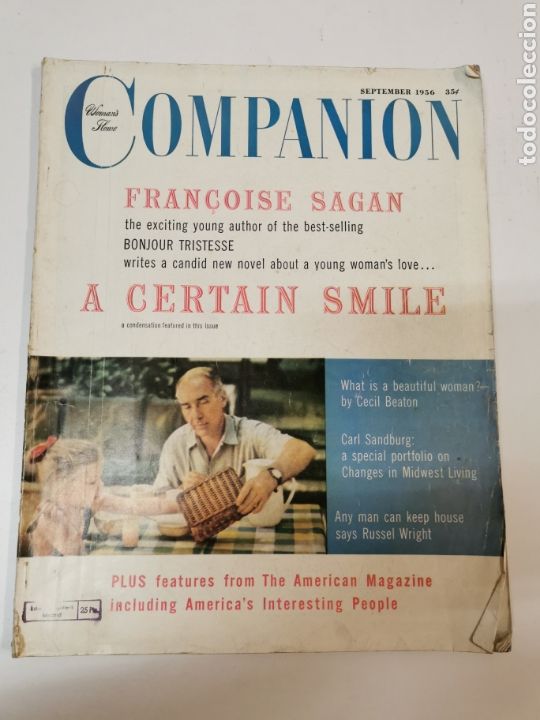 SEPTEMBER 1956 35¢
Woman's
Home
COMPANION
FRANÇOISE SAGAN
the exciting young author of the best-selling
BONJOUR TRISTESSE
writes a candid new novel about a young woman's love...
A CERTAIN SMILE
a condensation featured in this issue
What is a beautiful woman?—
by Cecil Beaton
Carl Sandburg:
a special portfolio on
Changes in Midwest Living
Any man can keep house
says Russel Wright
PLUS features from The American Magazine
including America's Interesting People
25
todocoleccion